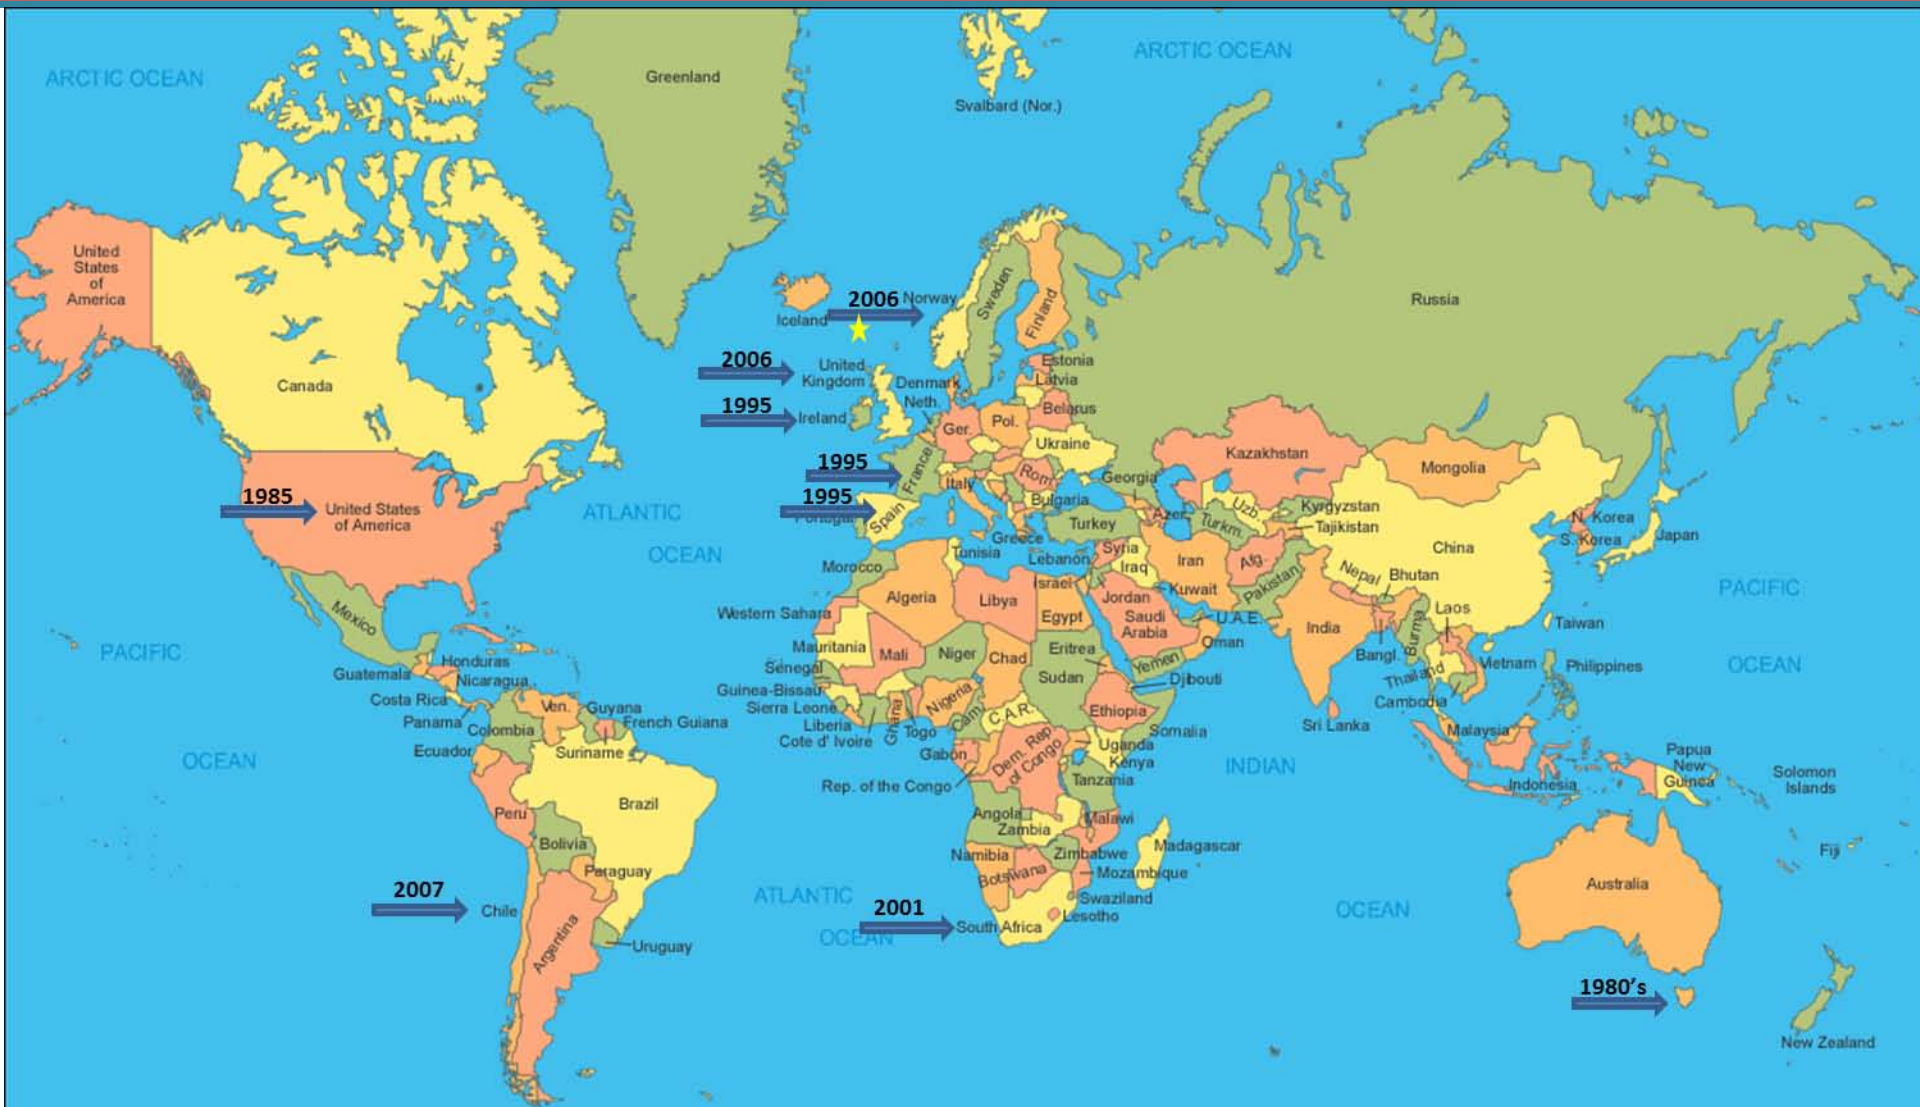 ARCTIC OCEAN
ARCTIC OCEAN
Greenland
Svalbard (Nor.)
United
States
of
America
Canada
Iceland
2006
Norway
Sweden
Finland
Russia
2006
United
Kingdom
1995
Ireland
Denmark
Neth.
Estonia
Latvia
Belarus
Ger.
Pol.
Ukraine
1995
France
Italy
Rom.
Bulgaria
1995
Portugal
Spain
Greece
Georgia
Azer.
Turkey
Kazakhstan
Mongolia
Uzb.
Kyrgyzstan
Turkm.
Tajikistan
China
N. Korea
S. Korea
Japan
1985
United States
of America
ATLANTIC
OCEAN
Mexico
Guatemala
Honduras
Nicaragua
Costa Rica
Panama
PACIFIC
OCEAN
Morocco
Tunisia
Lebanon
Israel
Syria
Iraq
Iran
Afg.
Pakistan
Nepal
Bhutan
Western Sahara
Algeria
Libya
Egypt
Jordan
Kuwait
Saudi
Arabia
U.A.E.
Oman
Yemen
India
Bangl.
Burma
Laos
Taiwan
Thailand
Vietnam
Cambodia
Philippines
PACIFIC
OCEAN
Mauritania
Mali
Niger
Chad
Sudan
Eritrea
Djibouti
Senegal
Guinea-Bissau
Sierra Leone
Liberia
Cote d' Ivoire
Ghana
Togo
Nigeria
Cam.
C.A.R.
Ethiopia
Somalia
Sri Lanka
Malaysia
Gabon
Rep. of the Congo
Dem. Rep
of Congo
Uganda
Kenya
Tanzania
INDIAN
OCEAN
Indonesia
Papua
New
Guinea
Solomon
Islands
Fiji
Colombia
Ven.
Guyana
French Guiana
Suriname
Ecuador
Peru
Brazil
Bolivia
Paraguay
2007
Chile
Argentina
Uruguay
ATLANTIC
OCEAN
Angola
Zambia
Malawi
Namibia
Botswana
Zimbabwe
Mozambique
Madagascar
Swaziland
Lesotho
2001
South Africa
Australia
1980's
New Zealand